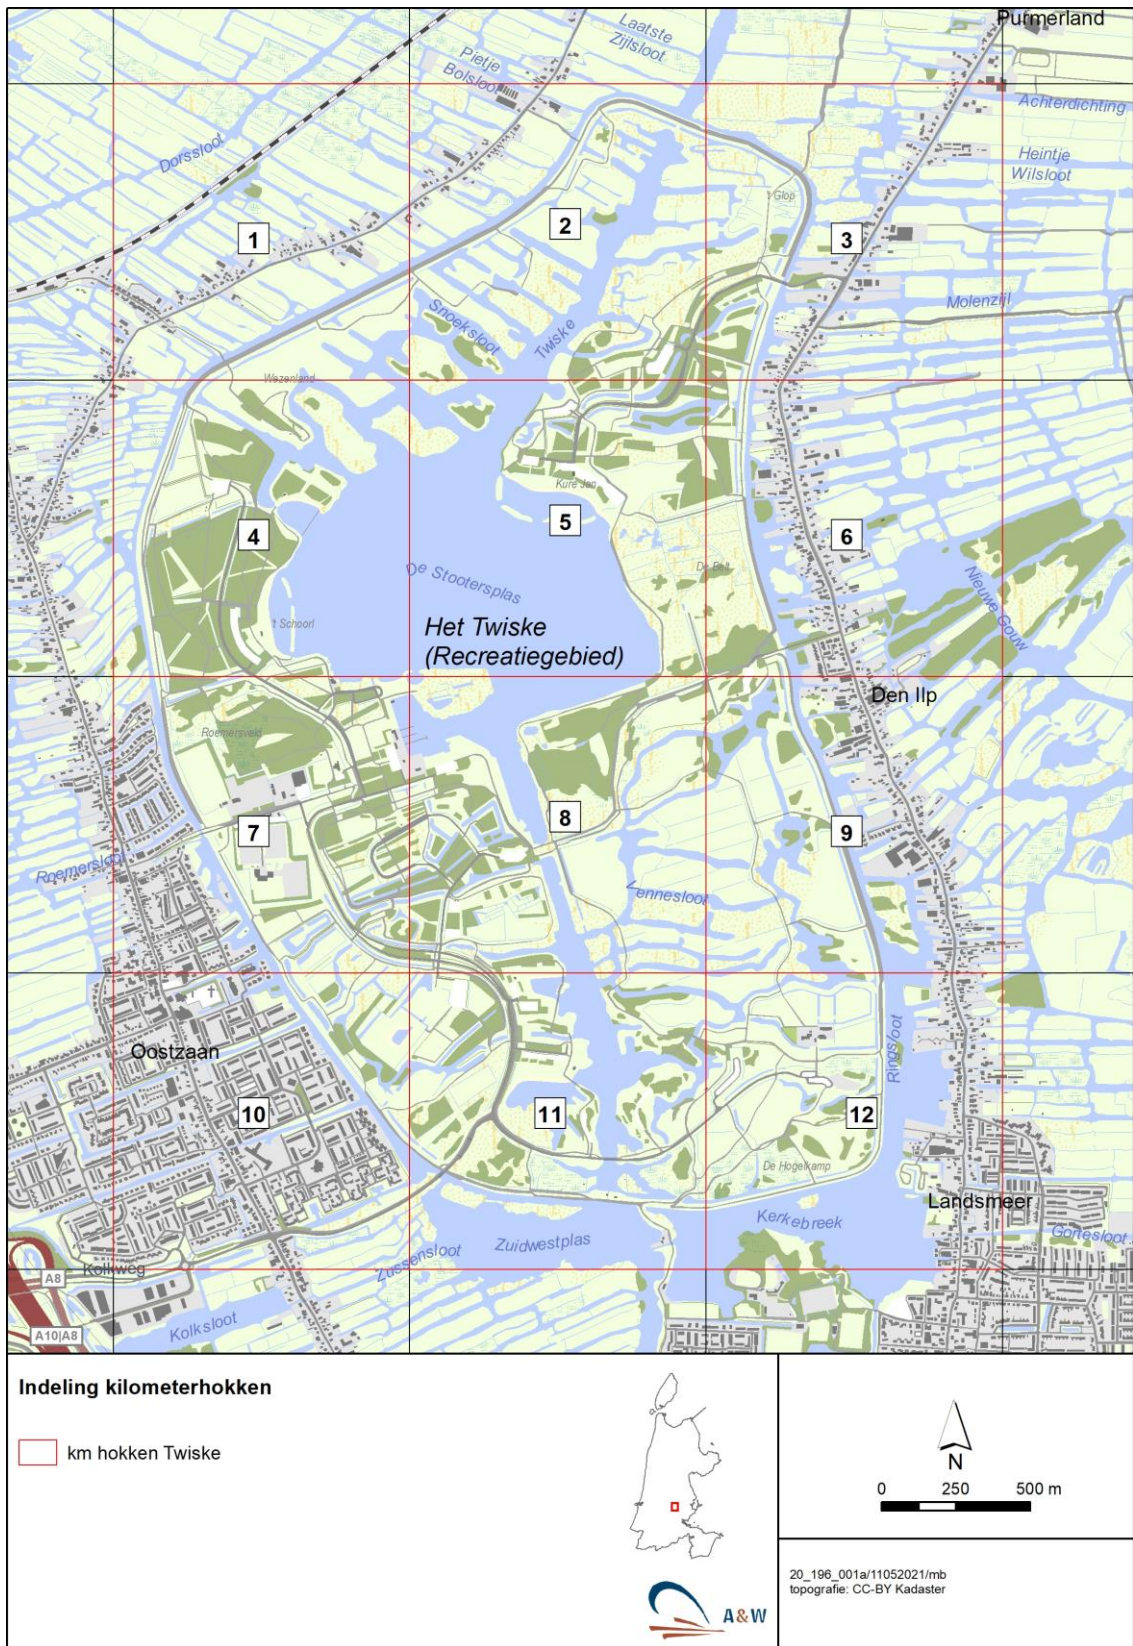 Purmerland
Laatste
Zijlsloot
Pietje
Bolsloot
Achterdichting
Dorssloot
Heintje
Wilsloot
't Glop
1
2
3
Molenzijl
Snoeksloot
Twiske
Wezenland
Kure Jan
4
5
6
De Stootersplas
De Belt
Nieuwe Gouw
't Schoorl
Het Twiske
(Recreatiegebied)
Den Ilp
Roemersveld
7
8
9
Roemersloot
Lennesloot
Oostzaan
Ringsloot
10
11
12
De Hogelkamp
Landsmeer
Kerkebreek
Gortesloot
Zuidwestplas
Zussensloot
Kolkweg
A8
Kolksloot
A10|A8
Indeling kilometerhokken
km hokken Twiske
N
0 250 500 m
20_196_001a/11052021/mb
topografie: CC-BY Kadaster
A&W